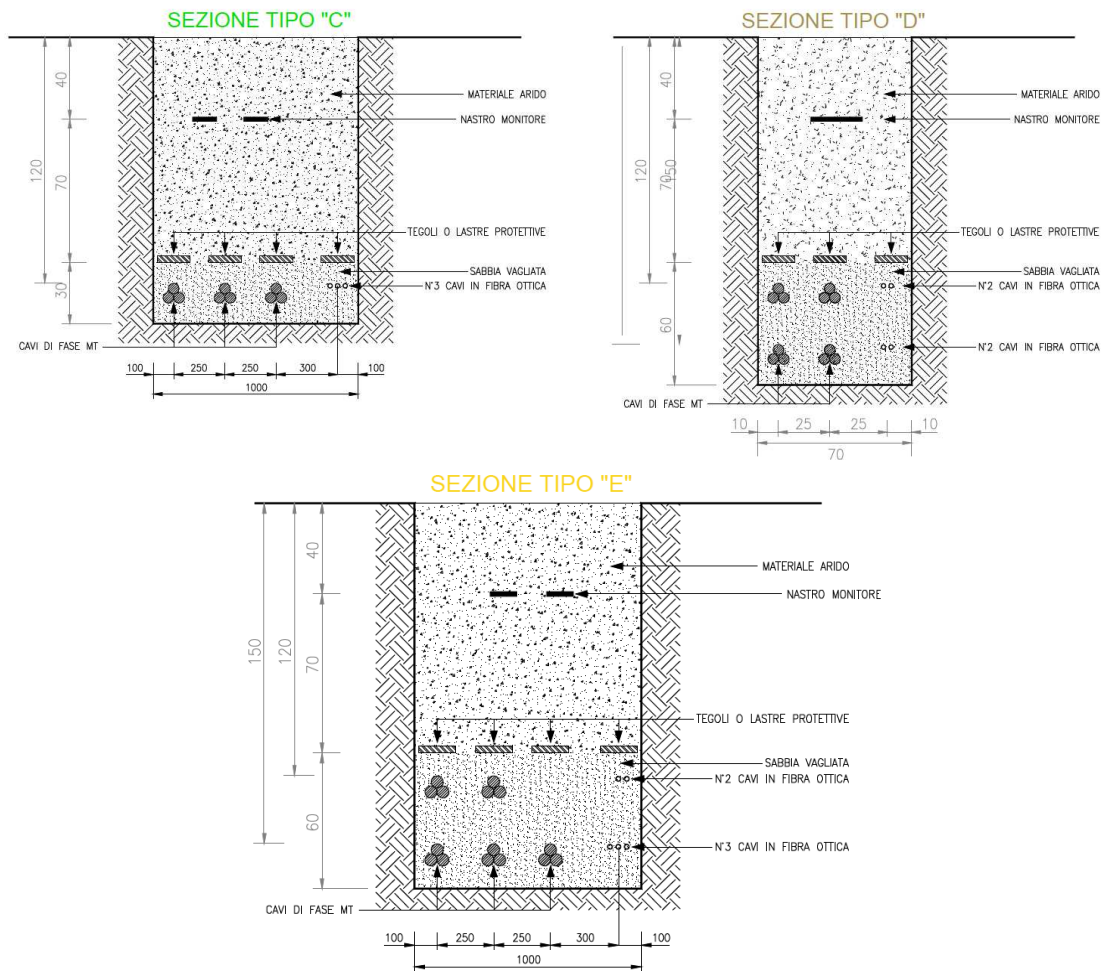 SEZIONE TIPO "C"
40
120
70
30
MATERIALE ARIDO
NASTRO MONITORE
TEGOLI O LASTRE PROTETTIVE
SABBIA VAGLIATA
N°3 CAVI IN FIBRA OTTICA
CAVI DI FASE MT
100 250 250 300 100
1000
SEZIONE TIPO "D"
40
120
70
150
60
MATERIALE ARIDO
NASTRO MONITORE
TEGOLI O LASTRE PROTETTIVE
SABBIA VAGLIATA
N°2 CAVI IN FIBRA OTTICA
N°2 CAVI IN FIBRA OTTICA
CAVI DI FASE MT
10 25 25 10
70
SEZIONE TIPO "E"
40
150
120
70
60
MATERIALE ARIDO
NASTRO MONITORE
TEGOLI O LASTRE PROTETTIVE
SABBIA VAGLIATA
N°2 CAVI IN FIBRA OTTICA
N°3 CAVI IN FIBRA OTTICA
CAVI DI FASE MT
100 250 250 300 100
1000